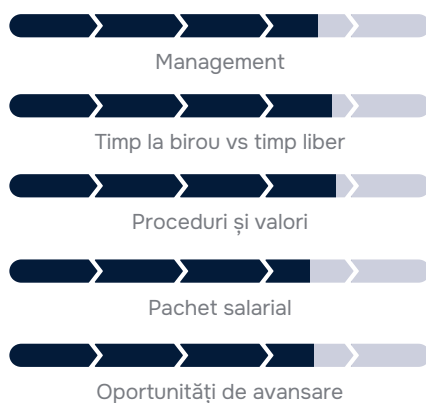 Management
Timp la birou vs timp liber
Proceduri și valori
Pachet salarial
Oportunități de avansare